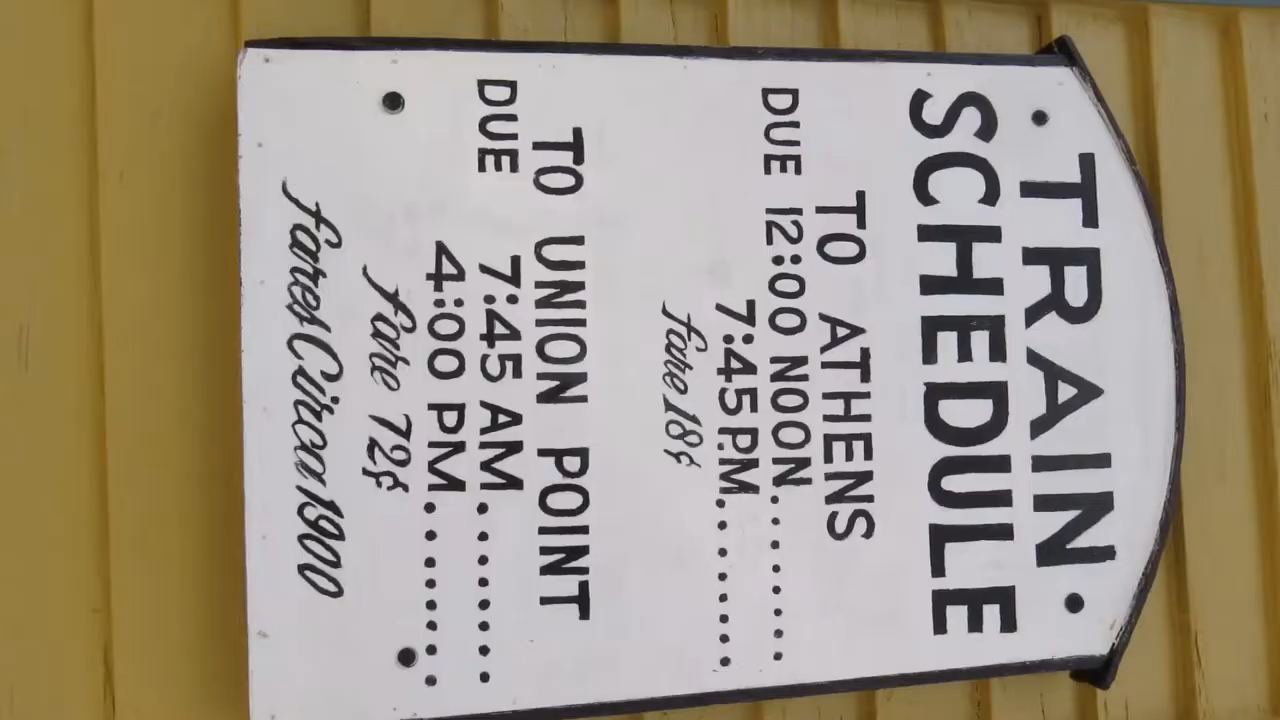 TRAIN
SCHEDULE
TO ATHENS
DUE 12:00 NOON.........
7:45 P.M.........
fare 18¢
TO UNION POINT
DUE 7:45 AM........
4:00 PM........
fare 72¢
fares Circa 1900